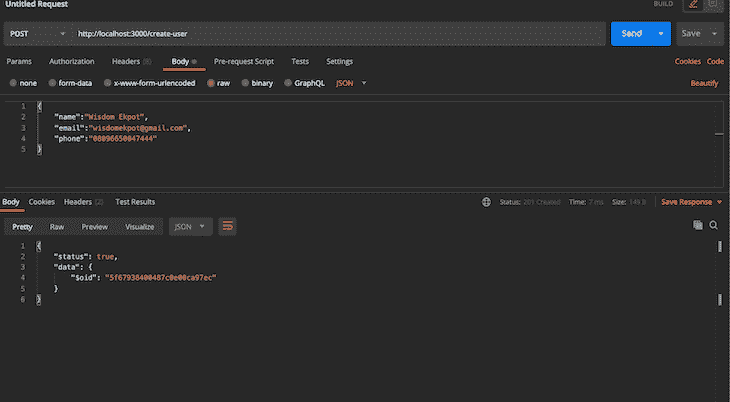 Untitled Request
BUILD
POST
http://localhost:3000/create-user
Send
Save
Params
Authorization
Headers (9)
Body
Pre-request Script
Tests
Settings
Cookies
Code
none
form-data
x-www-form-urlencoded
raw
binary
GraphQL
JSON
Beautify
1 {
2 "name":"Wisdom Ekpot",
3 "email":"wisdomekpot@gmail.com",
4 "phone":"08096650047444"
5 }
Body
Cookies
Headers (2)
Test Results
Status: 201 Created
Time: 7 ms
Size: 149 B
Save Response
Pretty
Raw
Preview
Visualize
JSON
1 {
2 "status": true,
3 "data": {
4 "$oid": "5f67938400487c0e00ca97ec"
5 }
6 }